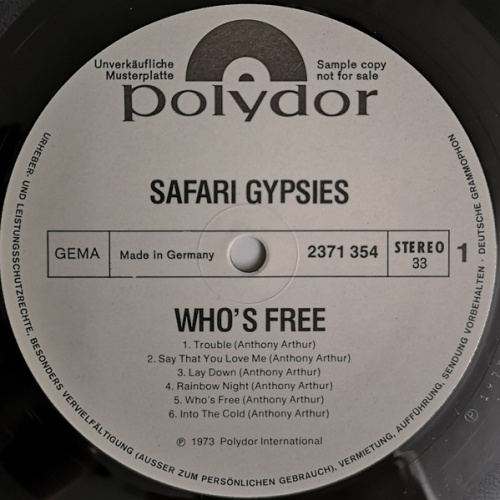 Unverkäufliche
Musterplatte
Sample copy
not for sale
polydor
SAFARI GYPSIES
GEMA
Made in Germany
2371 354
STEREO
33
1
WHO'S FREE
1. Trouble (Anthony Arthur)
2. Say That You Love Me (Anthony Arthur)
3. Lay Down (Anthony Arthur)
4. Rainbow Night (Anthony Arthur)
5. Who's Free (Anthony Arthur)
6. Into The Cold (Anthony Arthur)
℗ 1973 Polydor International
URHEBER- UND LEISTUNGSSCHUTZRECHTE, BESONDERS VERVIELFÄLTIGUNG (AUSSER ZUM PERSÖNLICHEN GEBRAUCH), VERMIETUNG, AUFFÜHRUNG, SENDUNG VORBEHALTEN · DEUTSCHE GRAMMOPHON